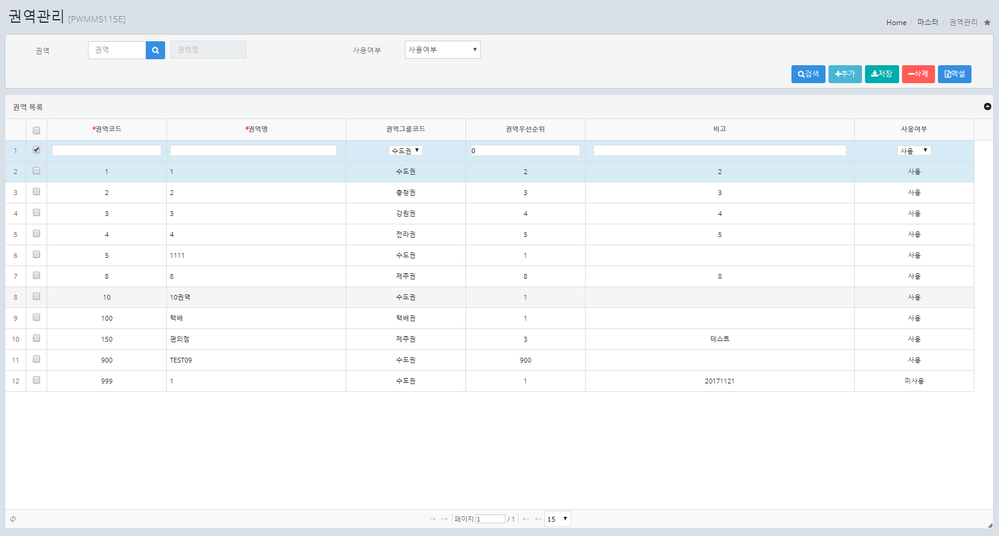 권역관리 [PWMMS115E]
Home / 마스터 / 권역관리
권역 권역 권역명 사용여부 사용여부
검색 추가 저장 삭제 엑셀
권역 목록
*권역코드 *권역명 권역그룹코드 권역우선순위 비고 사용여부
1 수도권 0 사용
2 1 1 수도권 2 2 사용
3 2 2 충청권 3 3 사용
4 3 3 강원권 4 4 사용
5 4 4 전라권 5 5 사용
6 5 1111 수도권 1 사용
7 8 8 제주권 8 8 사용
8 10 10권역 수도권 1 사용
9 100 택배 택배권 1 사용
10 150 편의점 제주권 3 테스트 사용
11 900 TEST09 수도권 900 사용
12 999 1 수도권 1 20171121 미사용
페이지 1 / 1 15